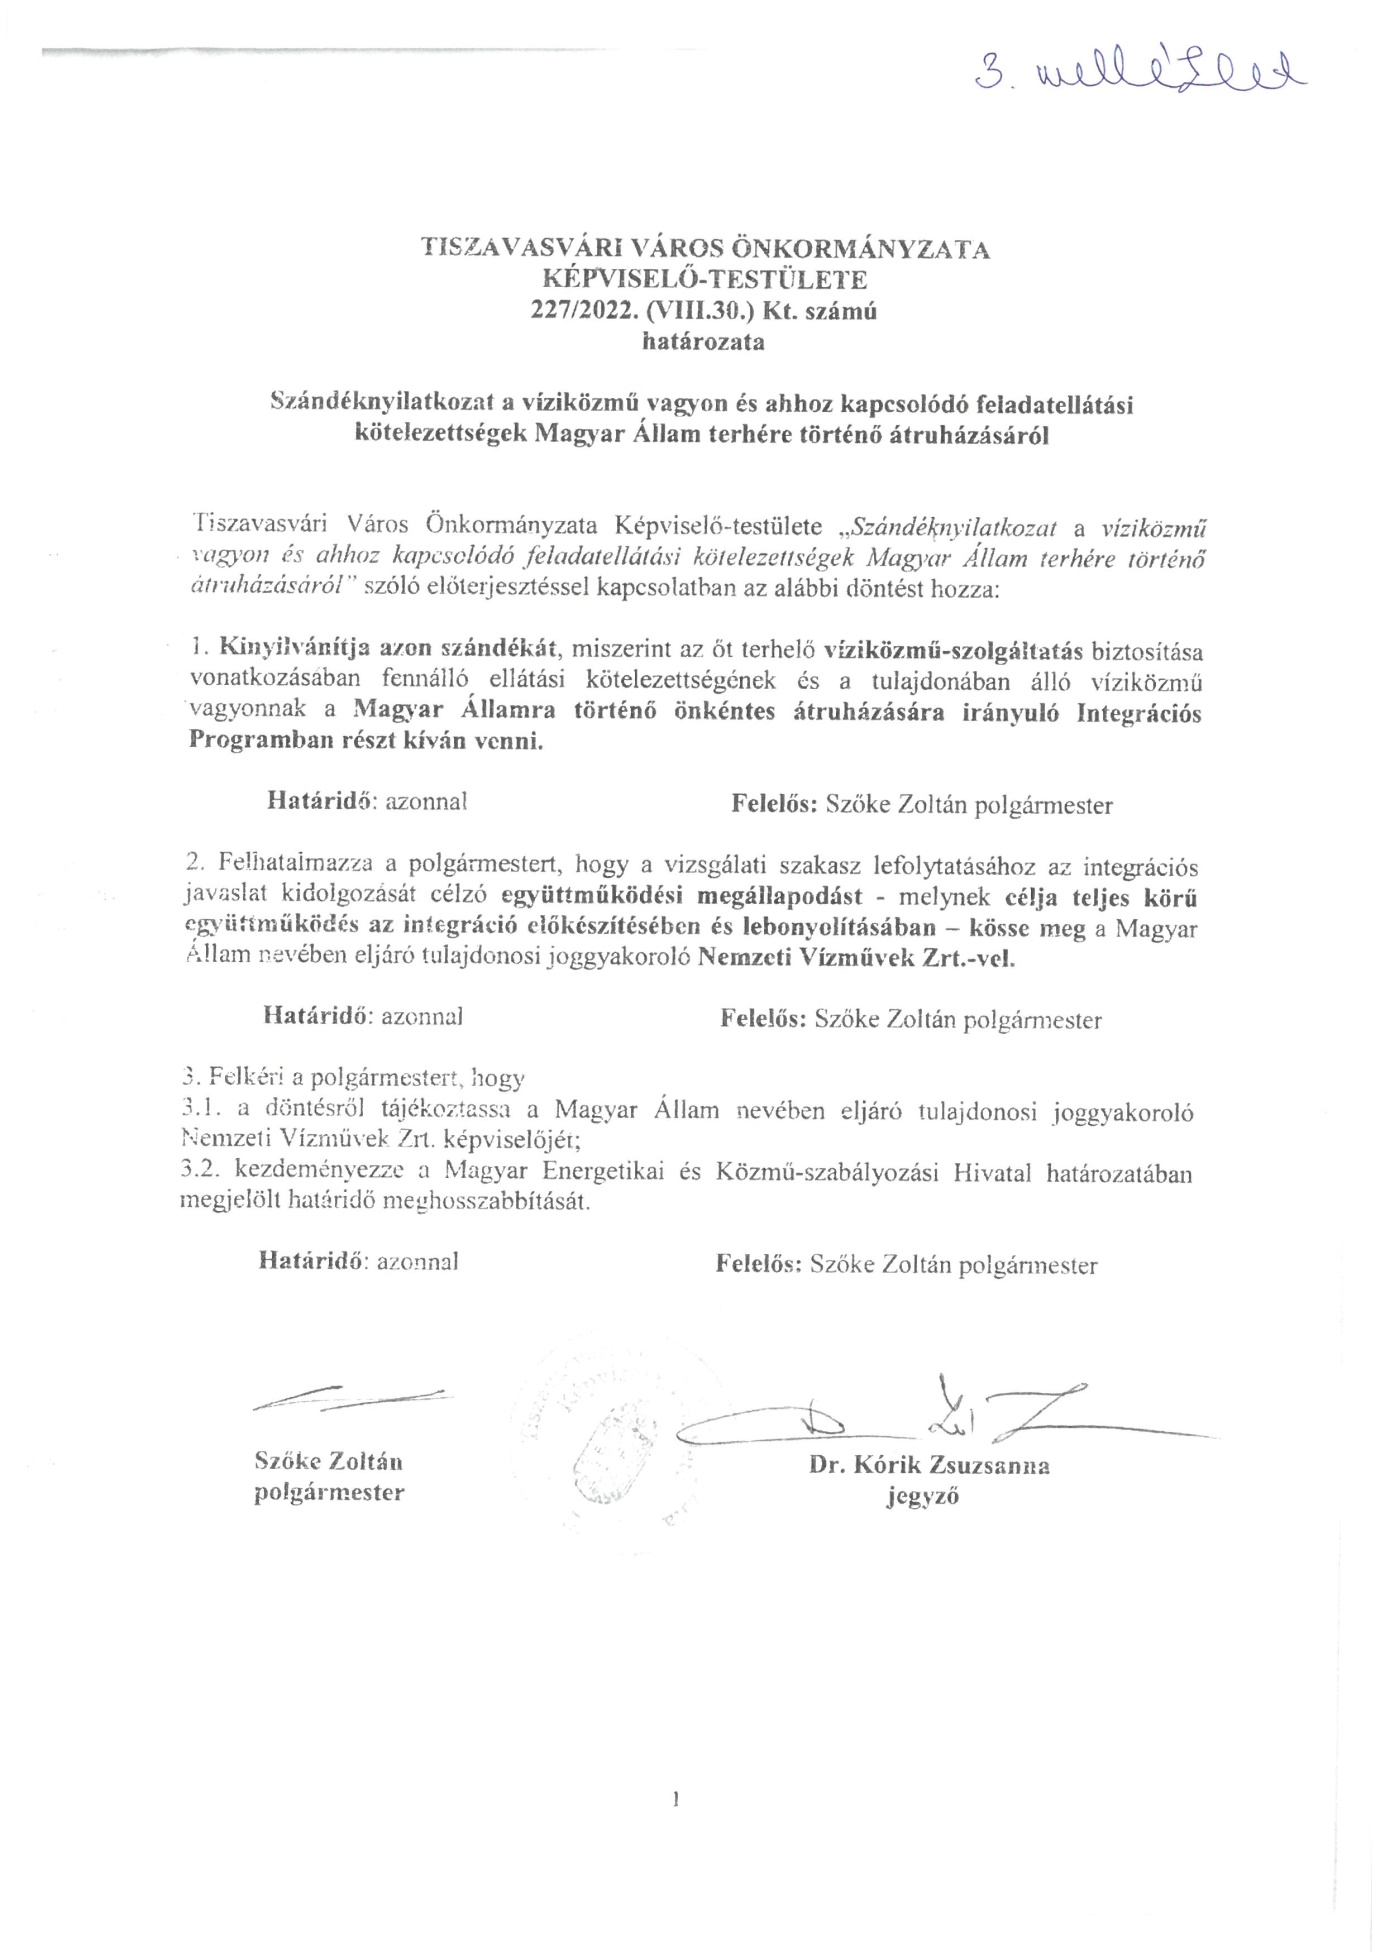 3. melléklet
TISZAVASVÁRI VÁROS ÖNKORMÁNYZATA
KÉPVISELŐ-TESTÜLETE
227/2022. (VIII.30.) Kt. számú
határozata
Szándéknyilatkozat a víziközmű vagyon és ahhoz kapcsolódó feladatellátási
kötelezettségek Magyar Állam terhére történő átruházásáról
Tiszavasvári Város Önkormányzata Képviselő-testülete „Szándéknyilatkozat a víziközmű
vagyon és ahhoz kapcsolódó feladatellátási kötelezettségek Magyar Állam terhére történő
átruházásáról" szóló előterjesztéssel kapcsolatban az alábbi döntést hozza:
1. Kinyilvánítja azon szándékát, miszerint az őt terhelő víziközmű-szolgáltatás biztosítása
vonatkozásában fennálló ellátási kötelezettségének és a tulajdonában álló víziközmű
vagyonnak a Magyar Államra történő önkéntes átruházására irányuló Integrációs
Programban részt kíván venni.
Határidő: azonnal Felelős: Szőke Zoltán polgármester
2. Felhatalmazza a polgármestert, hogy a vizsgálati szakasz lefolytatásához az integrációs
javaslat kidolgozását célzó együttműködési megállapodást - melynek célja teljes körű
együttműködés az integráció előkészítésében és lebonyolításában – kösse meg a Magyar
Állam nevében eljáró tulajdonosi joggyakoroló Nemzeti Vízművek Zrt.-vel.
Határidő: azonnal Felelős: Szőke Zoltán polgármester
3. Felkéri a polgármestert, hogy
3.1. a döntésről tájékoztassa a Magyar Állam nevében eljáró tulajdonosi joggyakoroló
Nemzeti Vízművek Zrt. képviselőjét;
3.2. kezdeményezze a Magyar Energetikai és Közmű-szabályozási Hivatal határozatában
megjelölt határidő meghosszabbítását.
Határidő: azonnal Felelős: Szőke Zoltán polgármester
Szőke Zoltán Dr. Kórik Zsuzsanna
polgármester jegyző
1